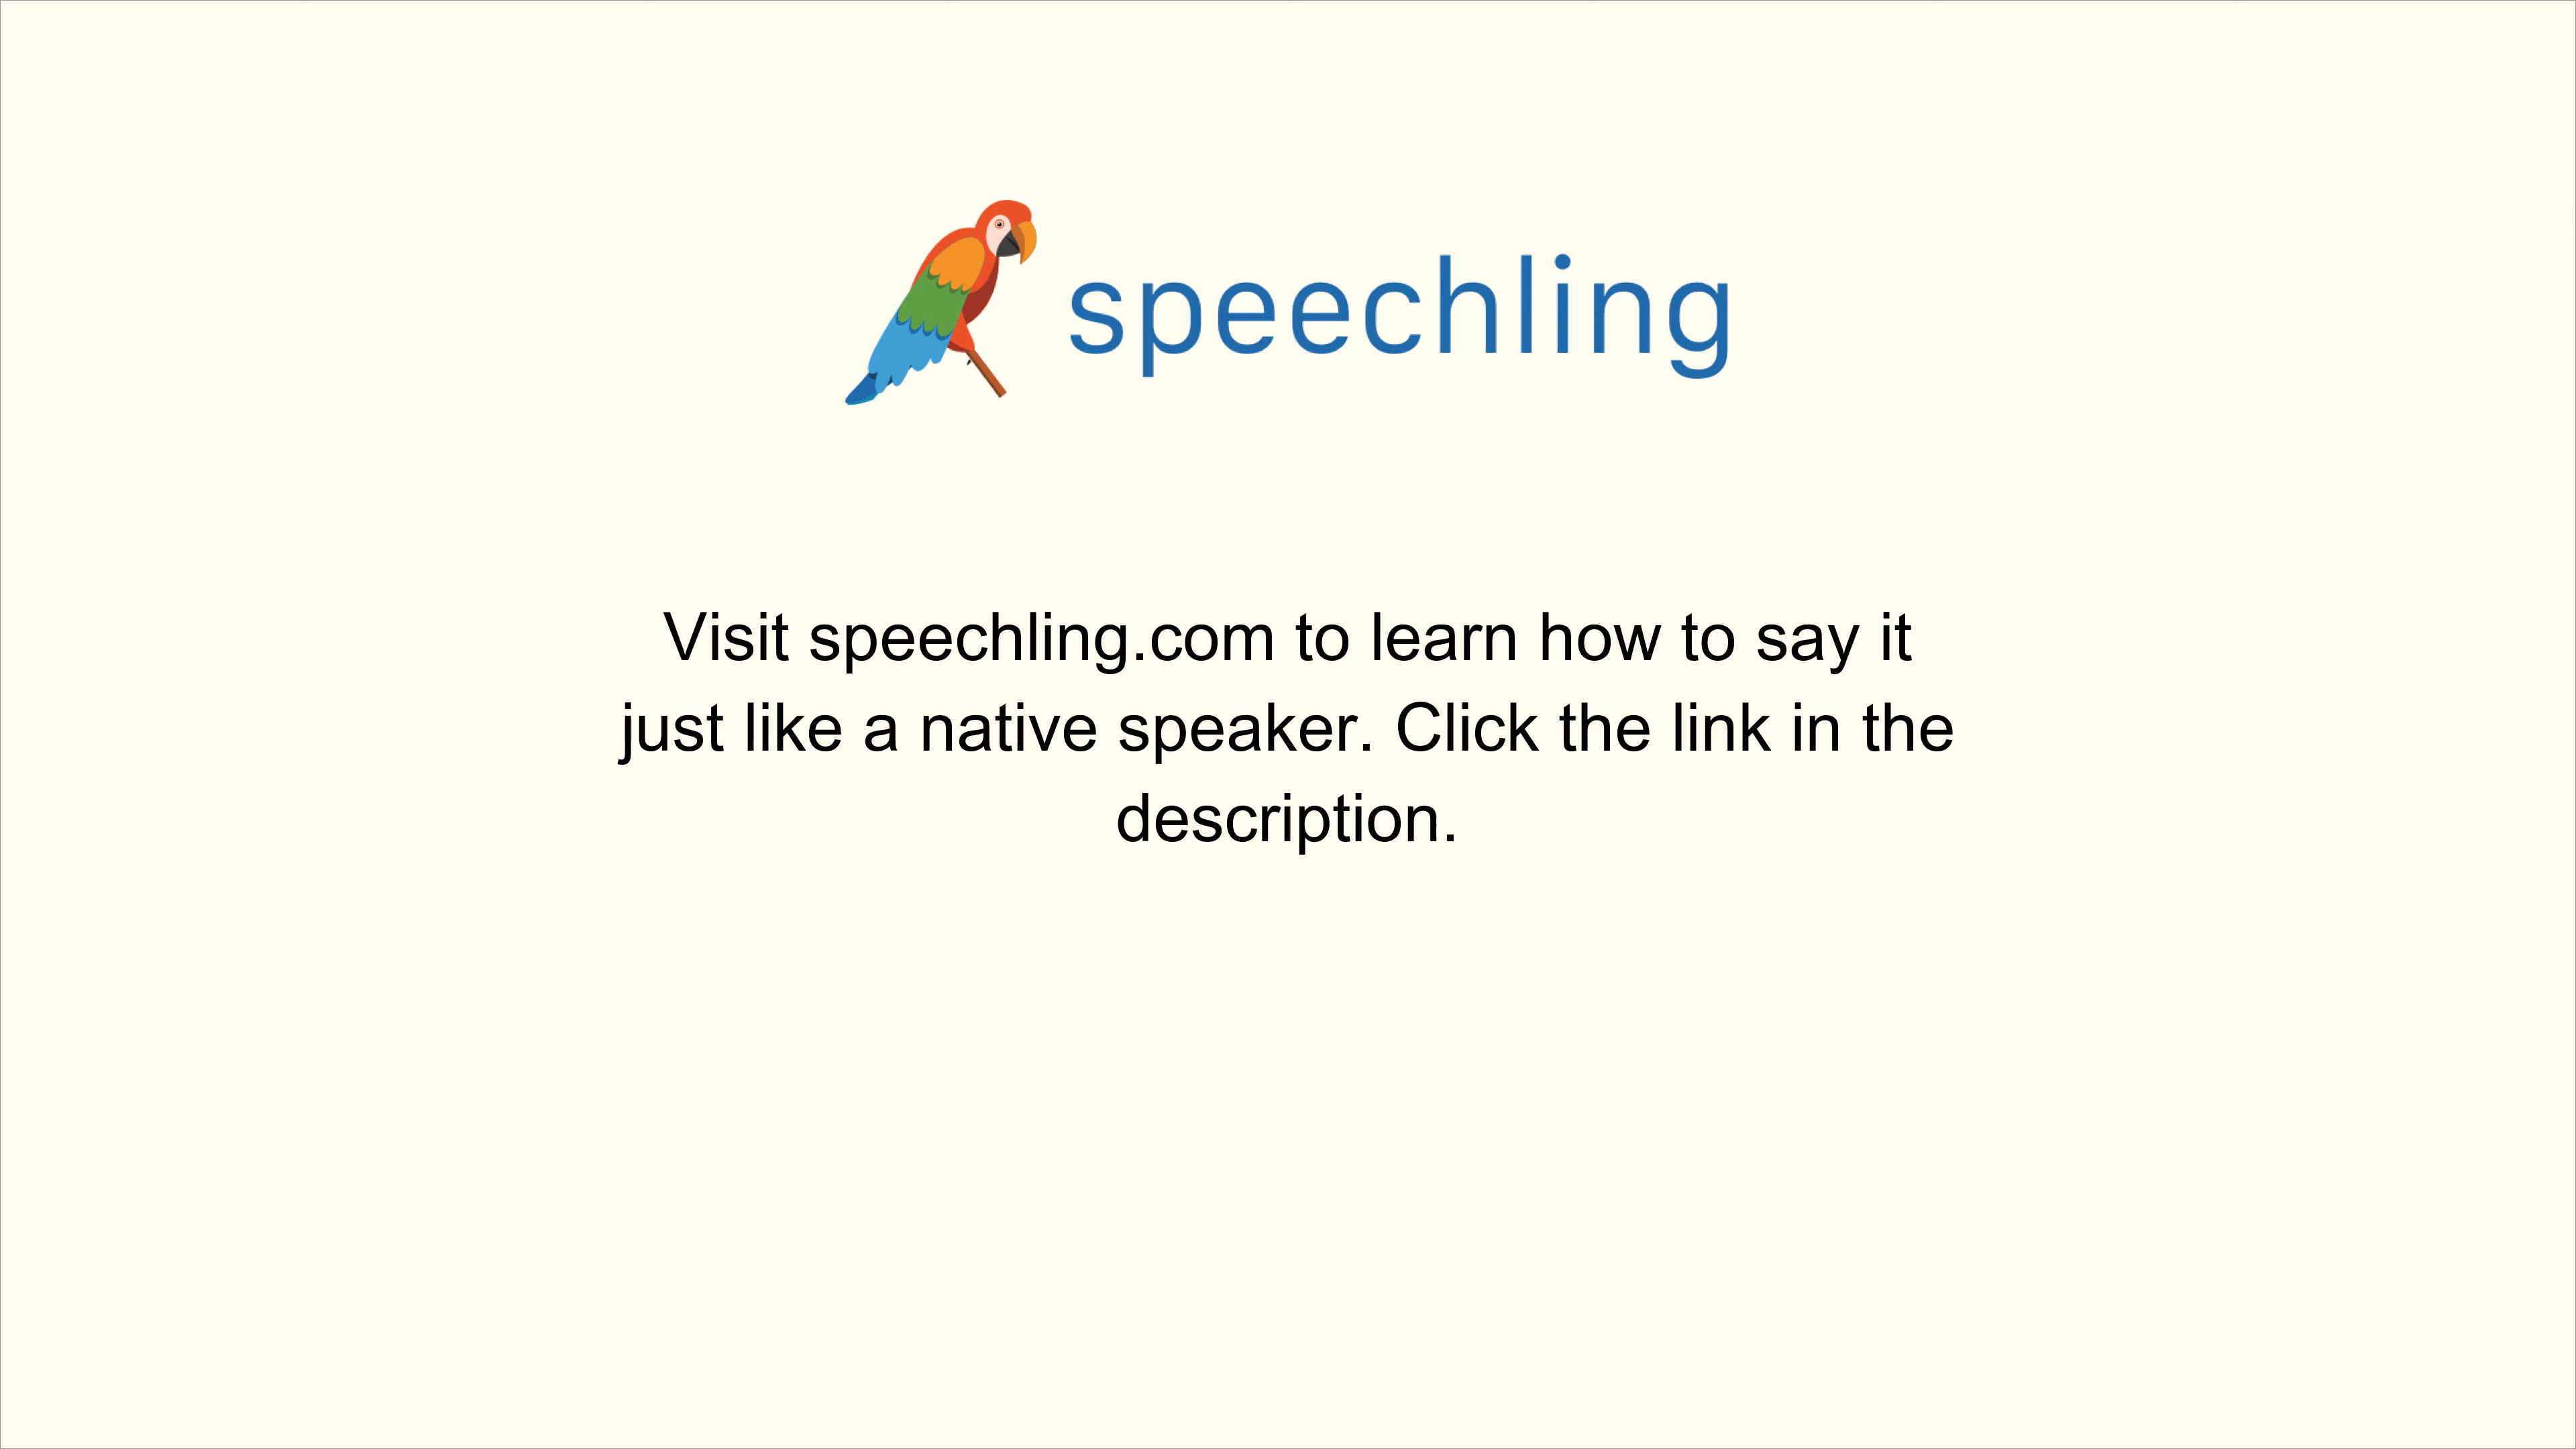 speechling
Visit speechling.com to learn how to say it
just like a native speaker. Click the link in the
description.